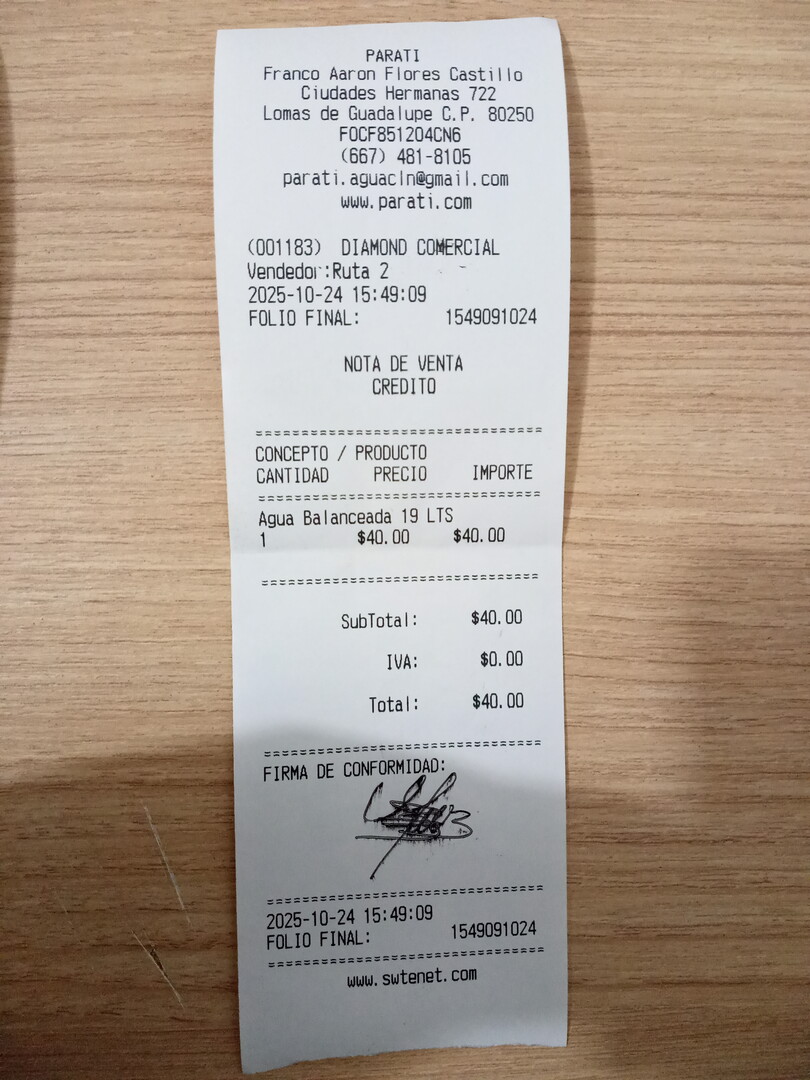 PARATI
Franco Aaron Flores Castillo
Ciudades Hermanas 722
Lomas de Guadalupe C.P. 80250
FOCF851204CN6
(667) 481-8105
parati.aguacln@gmail.com
www.parati.com
(001183) DIAMOND COMERCIAL
Vendedor:Ruta 2
2025-10-24 15:49:09
FOLIO FINAL: 1549091024
NOTA DE VENTA
CREDITO
CONCEPTO / PRODUCTO
CANTIDAD PRECIO IMPORTE
Agua Balanceada 19 LTS
1 $40.00 $40.00
SubTotal: $40.00
IVA: $0.00
Total: $40.00
FIRMA DE CONFORMIDAD:
2025-10-24 15:49:09
FOLIO FINAL: 1549091024
www.swtenet.com